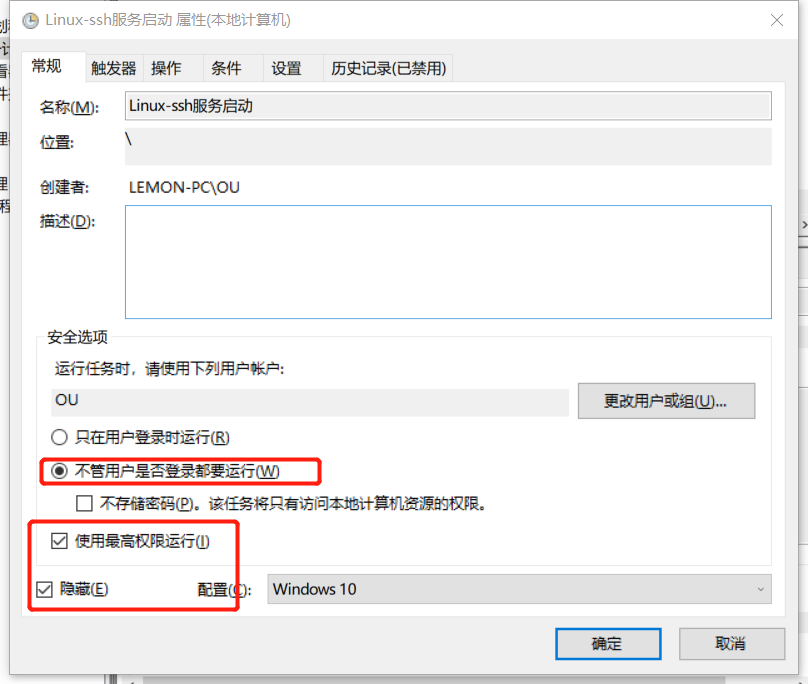 Linux-ssh服务启动 属性(本地计算机)
常规 触发器 操作 条件 设置 历史记录(已禁用)
名称(M): Linux-ssh服务启动
位置: \
创建者: LEMON-PC\OU
描述(D):
安全选项
运行任务时，请使用下列用户帐户:
OU 更改用户或组(U)...
只在用户登录时运行(R)
不管用户是否登录都要运行(W)
不存储密码(P)。该任务将只有访问本地计算机资源的权限。
使用最高权限运行(I)
隐藏(E) 配置(C): Windows 10
确定 取消